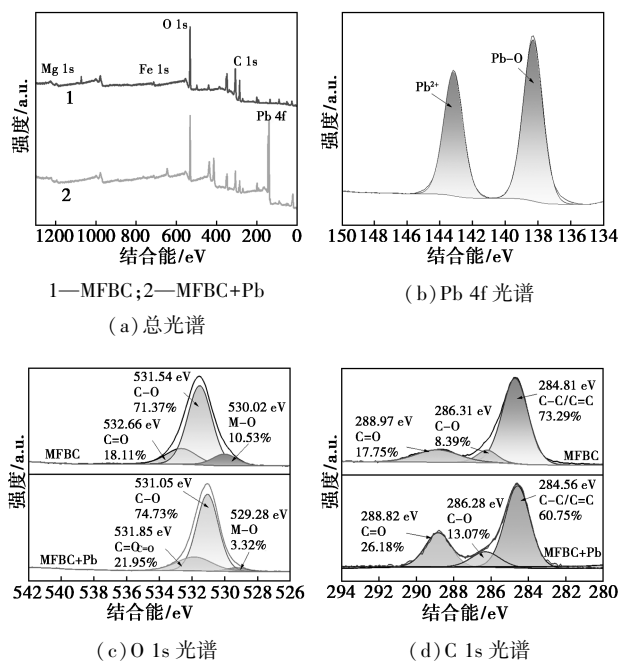 O 1s
Mg 1s
Fe 1s
C 1s
1
Pb 4f
2
强度/a.u.
1300
1000
800
600
400
200
0
结合能/eV
1—MFBC;2—MFBC+Pb
(a)总光谱
Pb-O
Pb²⁺
强度/a.u.
150 148 146 144 142 140 138 136 134
结合能/eV
(b)Pb 4f 光谱
531.54 eV
C-O
71.37%
532.66 eV
C=O
18.11%
530.02 eV
M-O
10.53%
MFBC
531.05 eV
C-O
74.73%
531.85 eV
C=O
C=O
21.95%
529.28 eV
M-O
3.32%
MFBC+Pb
强度/a.u.
542 540 538 536 534 532 530 528 526
结合能/eV
(c)O 1s 光谱
284.81 eV
C-C/C=C
73.29%
286.31 eV
C-O
8.39%
288.97 eV
C=O
17.75%
MFBC
284.56 eV
C-C/C=C
60.75%
286.28 eV
C-O
13.07%
288.82 eV
C=O
26.18%
MFBC+Pb
强度/a.u.
294 292 290 288 286 284 282 280
结合能/eV
(d)C 1s 光谱